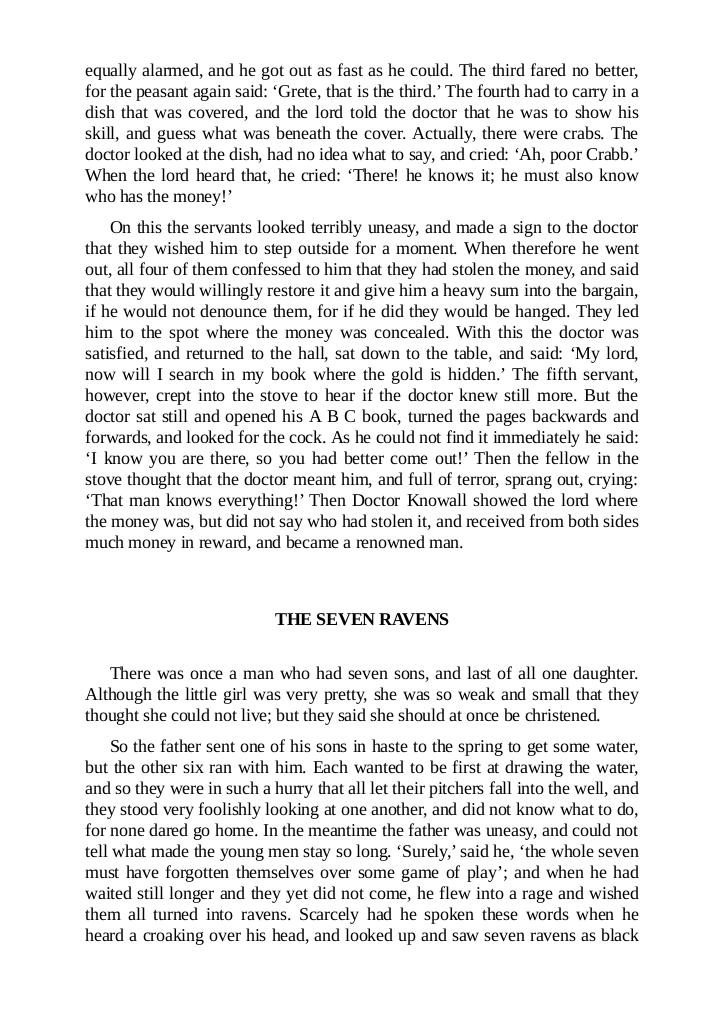 equally alarmed, and he got out as fast as he could. The third fared no better,
for the peasant again said: ‘Grete, that is the third.’ The fourth had to carry in a
dish that was covered, and the lord told the doctor that he was to show his
skill, and guess what was beneath the cover. Actually, there were crabs. The
doctor looked at the dish, had no idea what to say, and cried: ‘Ah, poor Crabb.’
When the lord heard that, he cried: ‘There! he knows it; he must also know
who has the money!’
On this the servants looked terribly uneasy, and made a sign to the doctor
that they wished him to step outside for a moment. When therefore he went
out, all four of them confessed to him that they had stolen the money, and said
that they would willingly restore it and give him a heavy sum into the bargain,
if he would not denounce them, for if he did they would be hanged. They led
him to the spot where the money was concealed. With this the doctor was
satisfied, and returned to the hall, sat down to the table, and said: ‘My lord,
now will I search in my book where the gold is hidden.’ The fifth servant,
however, crept into the stove to hear if the doctor knew still more. But the
doctor sat still and opened his A B C book, turned the pages backwards and
forwards, and looked for the cock. As he could not find it immediately he said:
‘I know you are there, so you had better come out!’ Then the fellow in the
stove thought that the doctor meant him, and full of terror, sprang out, crying:
‘That man knows everything!’ Then Doctor Knowall showed the lord where
the money was, but did not say who had stolen it, and received from both sides
much money in reward, and became a renowned man.
THE SEVEN RAVENS
There was once a man who had seven sons, and last of all one daughter.
Although the little girl was very pretty, she was so weak and small that they
thought she could not live; but they said she should at once be christened.
So the father sent one of his sons in haste to the spring to get some water,
but the other six ran with him. Each wanted to be first at drawing the water,
and so they were in such a hurry that all let their pitchers fall into the well, and
they stood very foolishly looking at one another, and did not know what to do,
for none dared go home. In the meantime the father was uneasy, and could not
tell what made the young men stay so long. ‘Surely,’ said he, ‘the whole seven
must have forgotten themselves over some game of play’; and when he had
waited still longer and they yet did not come, he flew into a rage and wished
them all turned into ravens. Scarcely had he spoken these words when he
heard a croaking over his head, and looked up and saw seven ravens as black